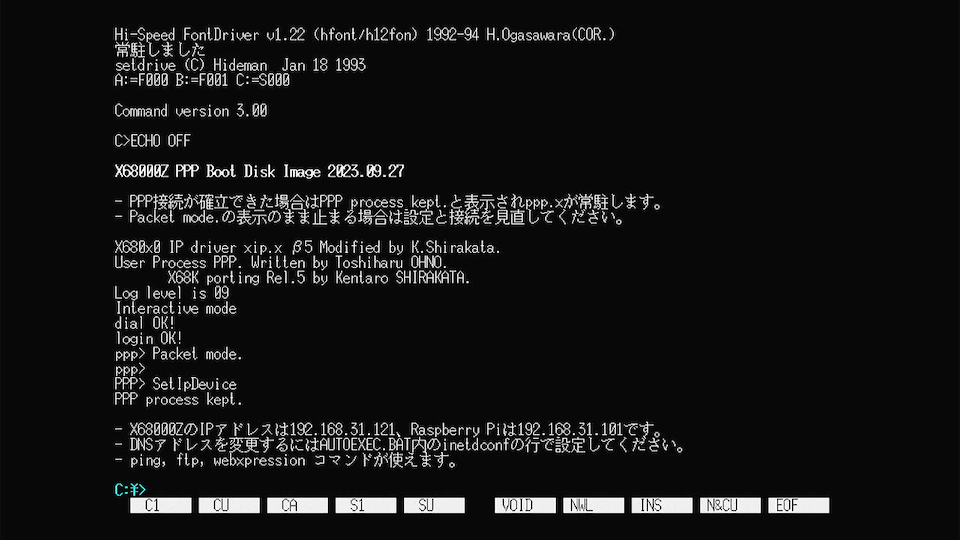 Hi-Speed FontDriver v1.22 (hfont/h12fon) 1992-94 H.Ogasawara(COR.)
常駐しました
setdrive (C) Hideman  Jan 18 1993
A:=F000 B:=F001 C:=S000
Command version 3.00
C>ECHO OFF
X68000Z PPP Boot Disk Image 2023.09.27
- PPP接続が確立できた場合はPPP process kept.と表示されppp.xが常駐します。
- Packet mode.の表示のまま止まる場合は設定と接続を見直してください。
X680x0 IP driver xip.x β5 Modified by K.Shirakata.
User Process PPP. Written by Toshiharu OHNO.
X68K porting Rel.5 by Kentaro SHIRAKATA.
Log level is 09
Interactive mode
dial OK!
login OK!
ppp> Packet mode.
ppp>
PPP> SetIpDevice
PPP process kept.
- X68000ZのIPアドレスは192.168.31.121、Raspberry Piは192.168.31.101です。
- DNSアドレスを変更するにはAUTOEXEC.BAT内のinetdconfの行で設定してください。
- ping, ftp, webxpression コマンドが使えます。
C:¥>
C1 CU CA S1 SU VOID NWL INS N&CU EOF